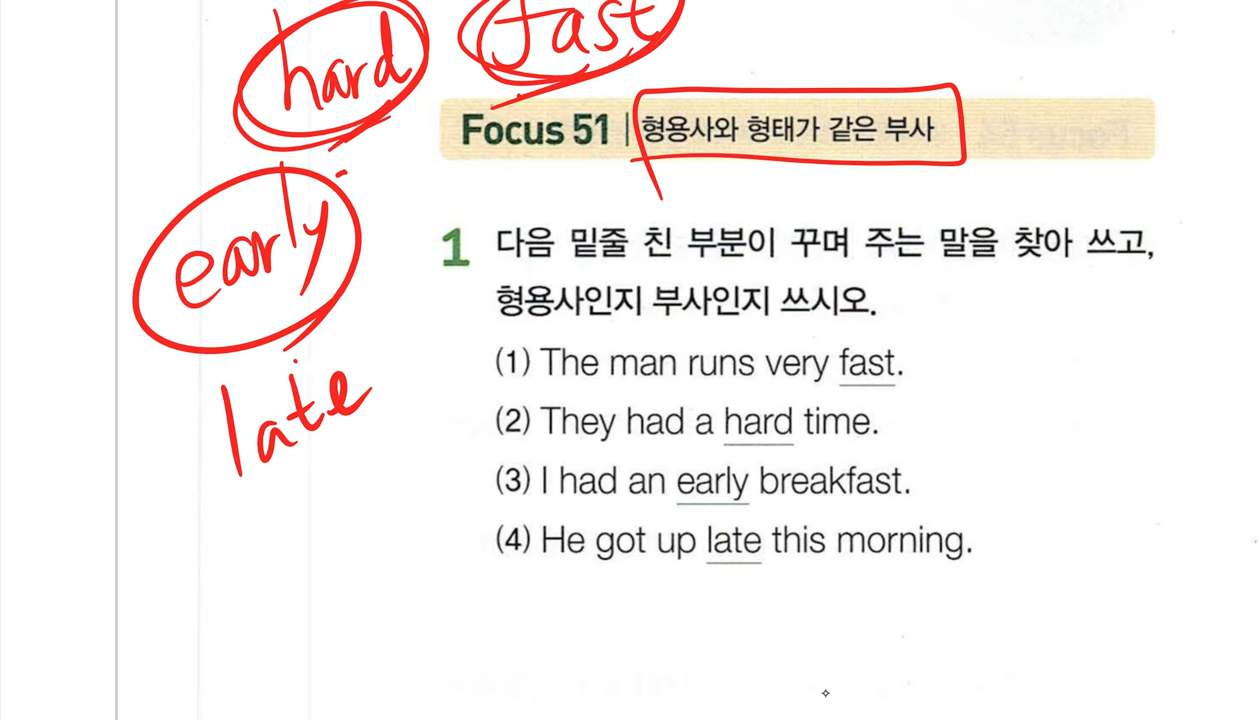 hard fast
Focus 51 | 형용사와 형태가 같은 부사
early
late
1 다음 밑줄 친 부분이 꾸며 주는 말을 찾아 쓰고,
형용사인지 부사인지 쓰시오.
(1) The man runs very fast.
(2) They had a hard time.
(3) I had an early breakfast.
(4) He got up late this morning.